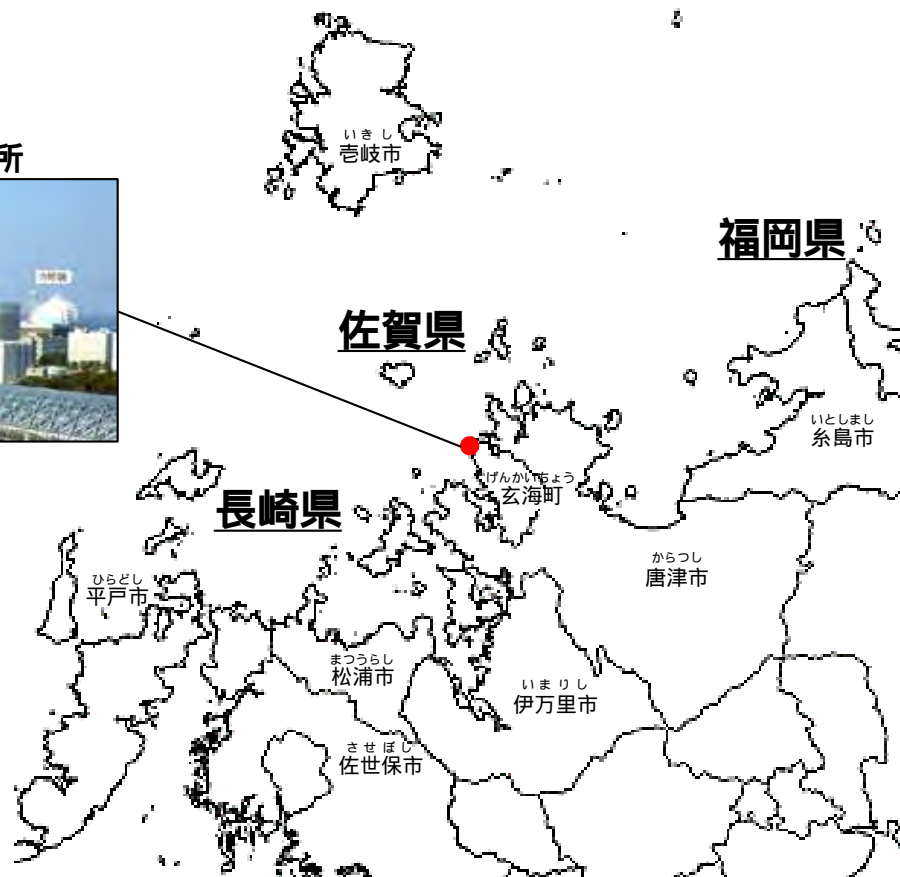 いきし
壱岐市
所
福岡県
佐賀県
いとしまし
糸島市
げんかいちょう
玄海町
長崎県
からつし
唐津市
ひらどし
平戸市
まつうらし
松浦市
いまりし
伊万里市
させぼし
佐世保市